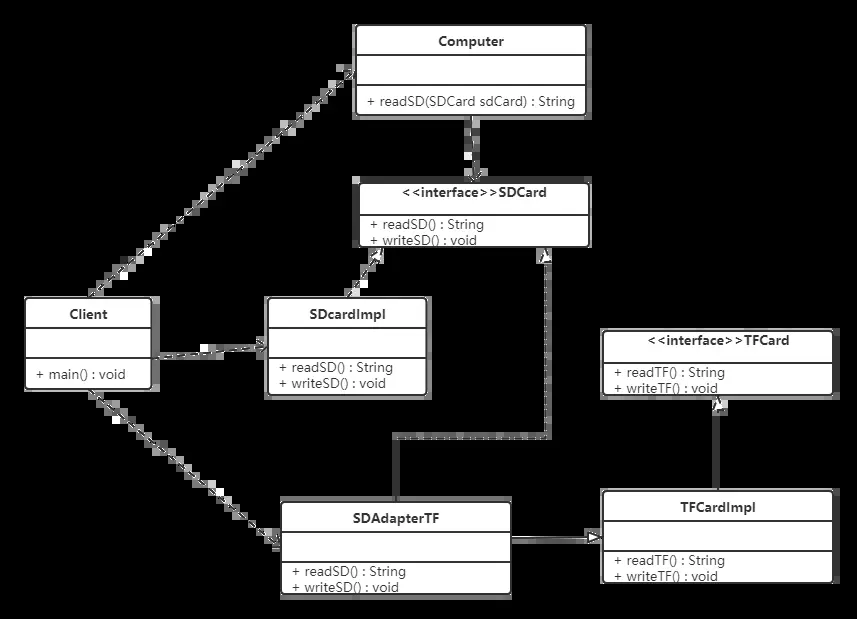 Computer
+ readSD(SDCard sdCard) : String
<<interface>>SDCard
+ readSD() : String
+ writeSD() : void
Client
+ main() : void
SDcardImpl
+ readSD() : String
+ writeSD() : void
<<interface>>TFCard
+ readTF() : String
+ writeTF() : void
SDAdapterTF
+ readSD() : String
+ writeSD() : void
TFCardImpl
+ readTF() : String
+ writeTF() : void